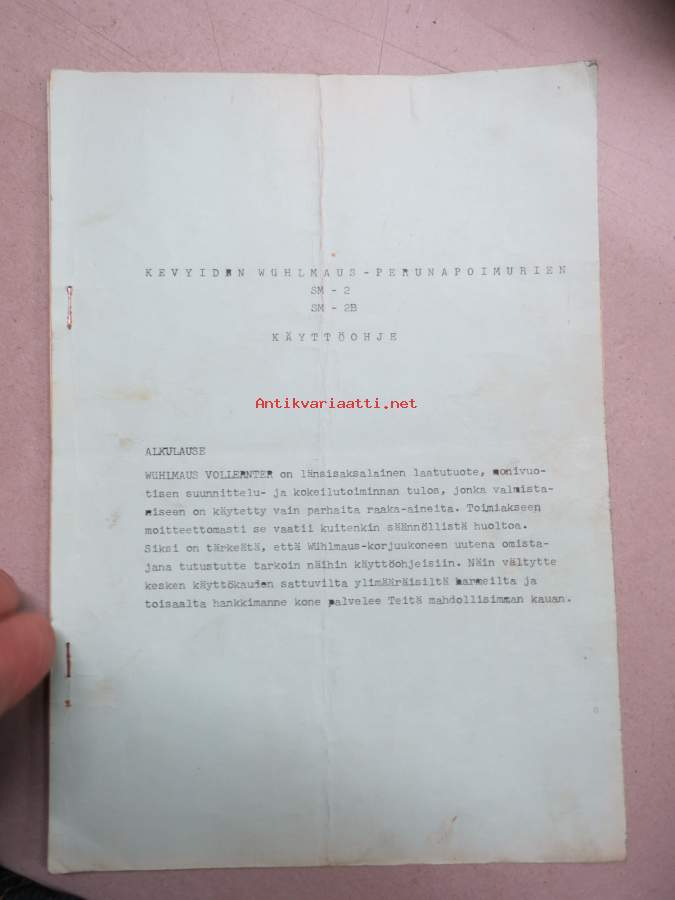 KEVYIDEN WÜHLMAUS-PERUNAPOIMURIEN
SM - 2
SM - 2B
KÄYTTÖOHJE
Antikvariaatti.net
ALKULAUSE
WÜHLMAUS VOLLERNTER on länsisaksalainen laatutuote, monivuo-
tisen suunnittelu- ja kokeilutoiminnan tulos, jonka valmista-
miseen on käytetty vain parhaita raaka-aineita. Toimiakseen
moitteettomasti se vaatii kuitenkin säännöllistä huoltoa.
Siksi on tärkeätä, että Wühlmaus-korjuukoneen uutena omista-
jana tutustutte tarkoin näihin käyttöohjeisiin. Näin vältytte
kesken käyttökauden sattuvilta ylimääräisiltä harmeilta ja
toisaalta hankkimanne kone palvelee Teitä mahdollisimman kauan.